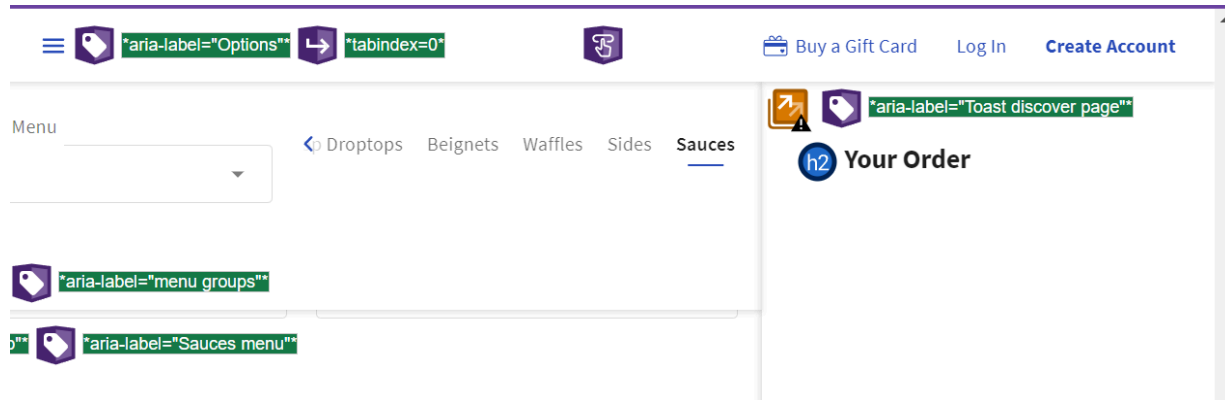 *aria-label="Options"* *tabindex=0* Buy a Gift Card Log In Create Account
*aria-label="Toast discover page"*
Menu
Droptops Beignets Waffles Sides Sauces
h2 Your Order
*aria-label="menu groups"*
"* *aria-label="Sauces menu"*